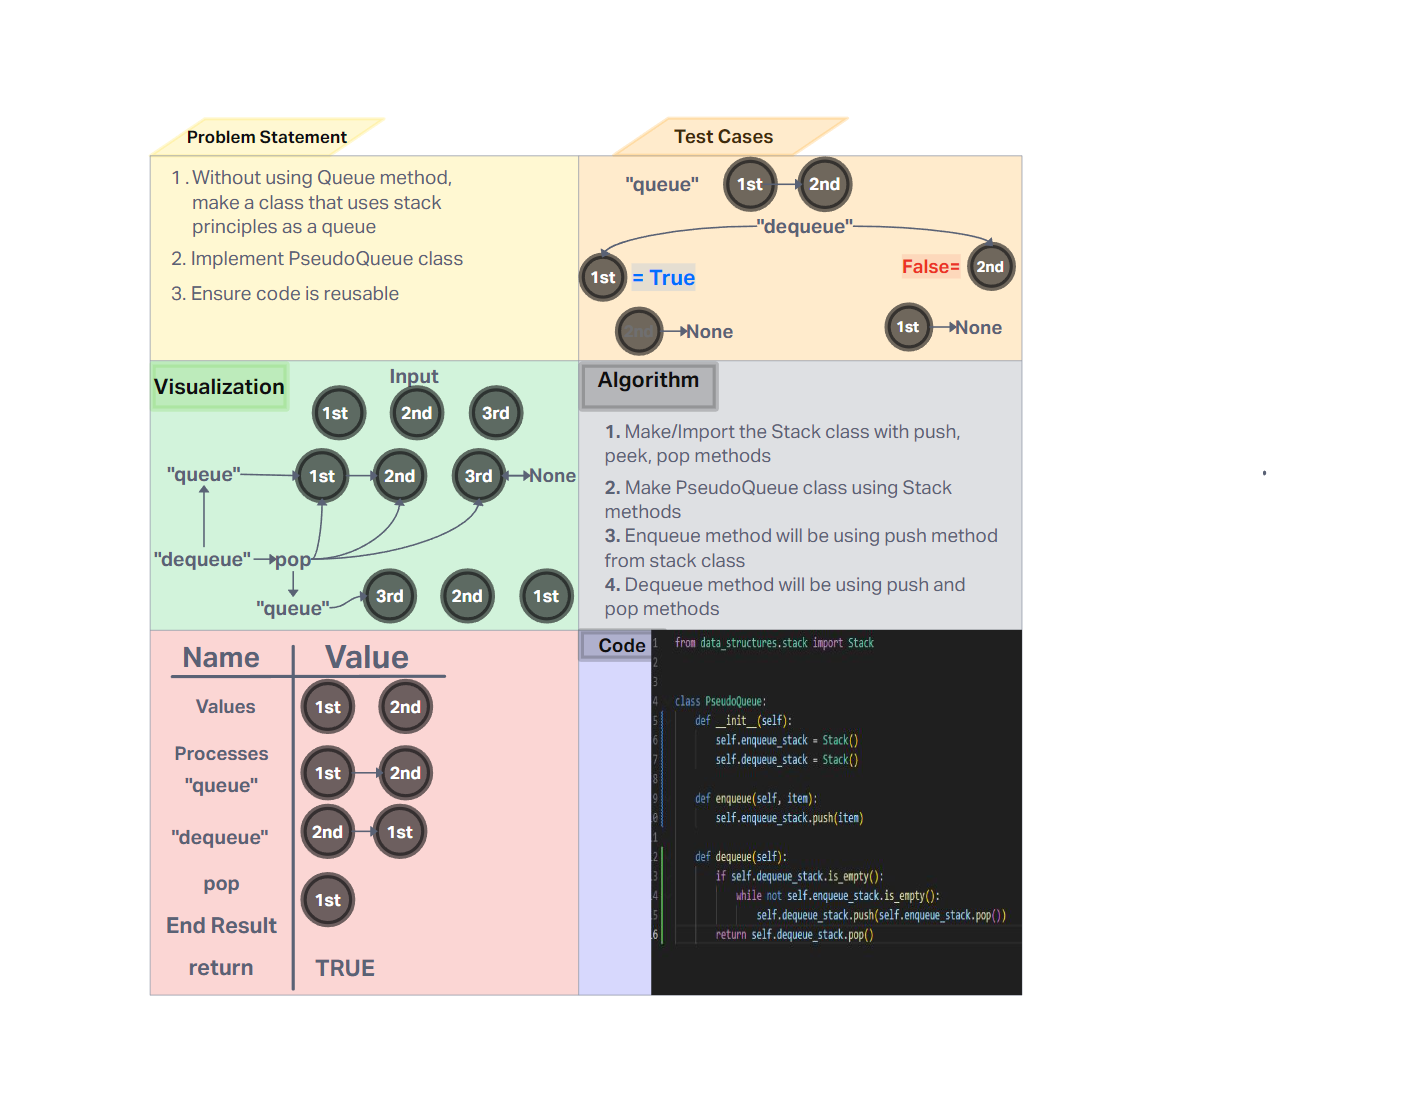 Problem Statement
1. Without using Queue method,
make a class that uses stack
principles as a queue
2. Implement PseudoQueue class
3. Ensure code is reusable
Test Cases
"queue" 1st 2nd
"dequeue"
1st = True
False= 2nd
2nd None
1st None
Visualization
Input
1st 2nd 3rd
"queue" 1st 2nd 3rd None
"dequeue" pop
"queue" 3rd 2nd 1st
Algorithm
1. Make/Import the Stack class with push,
peek, pop methods
2. Make PseudoQueue class using Stack
methods
3. Enqueue method will be using push method
from stack class
4. Dequeue method will be using push and
pop methods
Name Value
Values 1st 2nd
Processes
"queue" 1st 2nd
"dequeue" 2nd 1st
pop 1st
End Result
return TRUE
Code
1 from data_structures.stack import Stack
2
3
4 class PseudoQueue:
5 def __init__(self):
6 self.enqueue_stack = Stack()
7 self.dequeue_stack = Stack()
8
9 def enqueue(self, item):
0 self.enqueue_stack.push(item)
1
2 def dequeue(self):
3 if self.dequeue_stack.is_empty():
4 while not self.enqueue_stack.is_empty():
5 self.dequeue_stack.push(self.enqueue_stack.pop())
6 return self.dequeue_stack.pop()